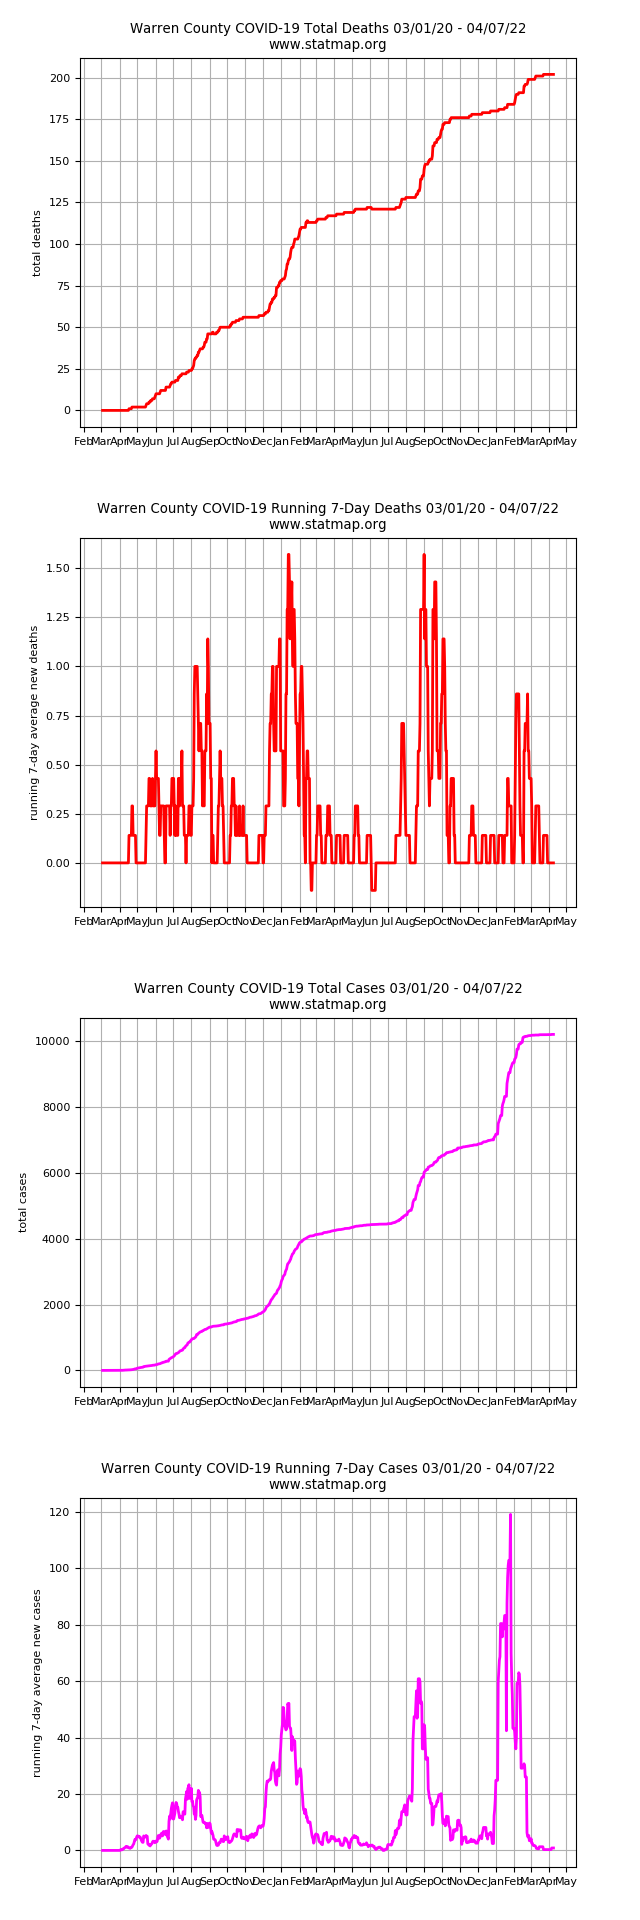 Warren County COVID-19 Total Deaths 03/01/20 - 04/07/22
www.statmap.org
200
175
150
125
100
75
50
25
0
total deaths
Feb Mar Apr May Jun Jul Aug Sep Oct Nov Dec Jan Feb Mar Apr May Jun Jul Aug Sep Oct Nov Dec Jan Feb Mar Apr May
Warren County COVID-19 Running 7-Day Deaths 03/01/20 - 04/07/22
www.statmap.org
1.50
1.25
1.00
0.75
0.50
0.25
0.00
running 7-day average new deaths
Feb Mar Apr May Jun Jul Aug Sep Oct Nov Dec Jan Feb Mar Apr May Jun Jul Aug Sep Oct Nov Dec Jan Feb Mar Apr May
Warren County COVID-19 Total Cases 03/01/20 - 04/07/22
www.statmap.org
10000
8000
6000
4000
2000
0
total cases
Feb Mar Apr May Jun Jul Aug Sep Oct Nov Dec Jan Feb Mar Apr May Jun Jul Aug Sep Oct Nov Dec Jan Feb Mar Apr May
Warren County COVID-19 Running 7-Day Cases 03/01/20 - 04/07/22
www.statmap.org
120
100
80
60
40
20
0
running 7-day average new cases
Feb Mar Apr May Jun Jul Aug Sep Oct Nov Dec Jan Feb Mar Apr May Jun Jul Aug Sep Oct Nov Dec Jan Feb Mar Apr May